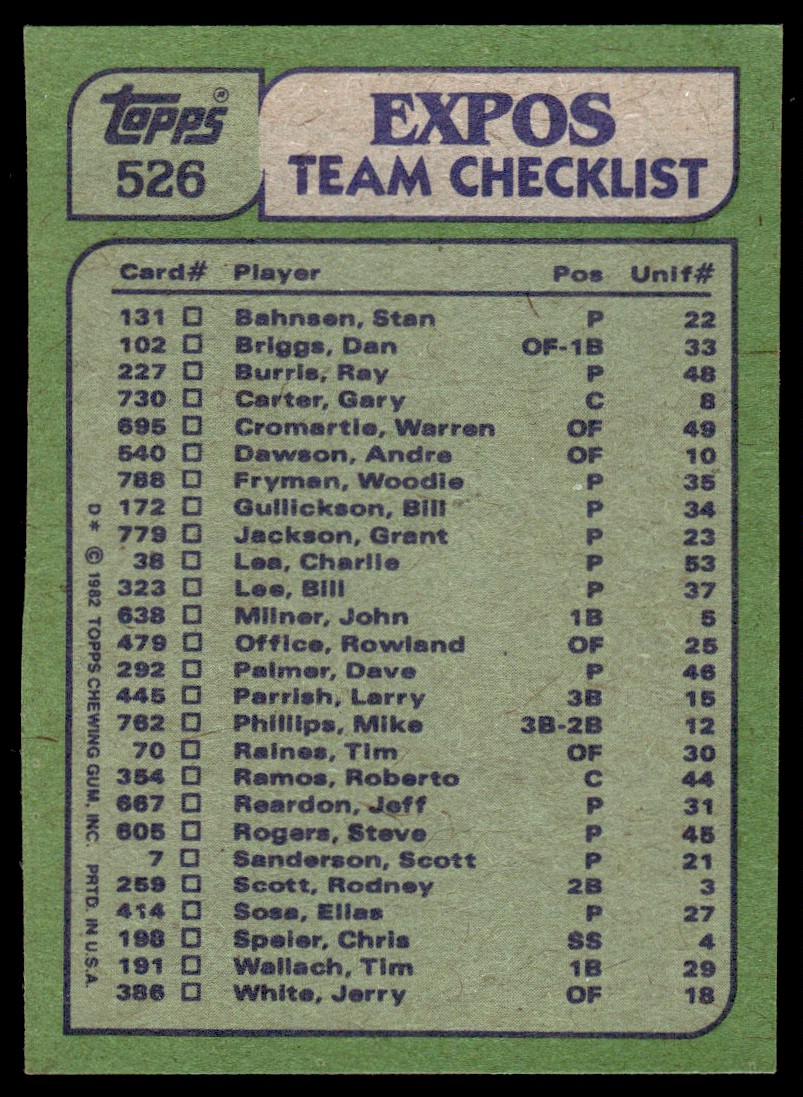 Topps®
526
EXPOS
TEAM CHECKLIST
Card# Player Pos Unif#
131 Bahnsen, Stan P 22
102 Briggs, Dan OF-1B 33
227 Burris, Ray P 48
730 Carter, Gary C 8
695 Cromartie, Warren OF 49
540 Dawson, Andre OF 10
788 Fryman, Woodie P 35
172 Gullickson, Bill P 34
779 Jackson, Grant P 23
38 Lea, Charlie P 53
323 Lee, Bill P 37
638 Milner, John 1B 5
479 Office, Rowland OF 25
292 Palmer, Dave P 46
445 Parrish, Larry 3B 15
762 Phillips, Mike 3B-2B 12
70 Raines, Tim OF 30
354 Ramos, Roberto C 44
667 Reardon, Jeff P 31
605 Rogers, Steve P 45
7 Sanderson, Scott P 21
259 Scott, Rodney 2B 3
414 Sosa, Elias P 27
198 Speier, Chris SS 4
191 Wallach, Tim 1B 29
386 White, Jerry OF 18
D* © 1982 TOPPS CHEWING GUM, INC. PRTD. IN U.S.A.